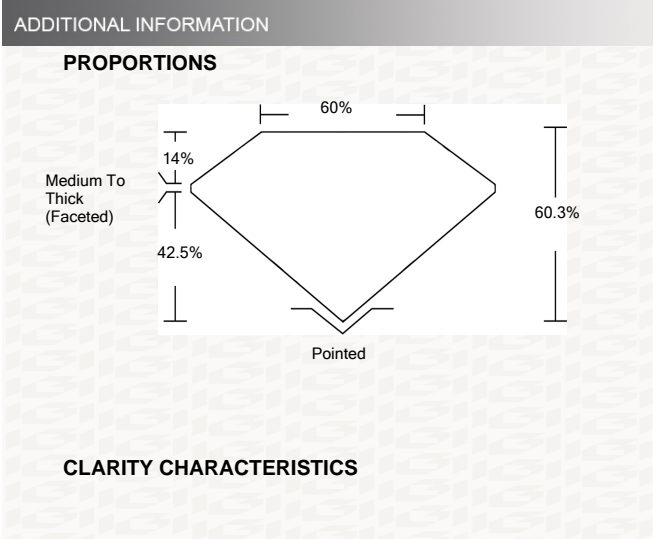 ADDITIONAL INFORMATION
PROPORTIONS
60%
14%
Medium To
Thick
(Faceted)
60.3%
42.5%
Pointed
CLARITY CHARACTERISTICS